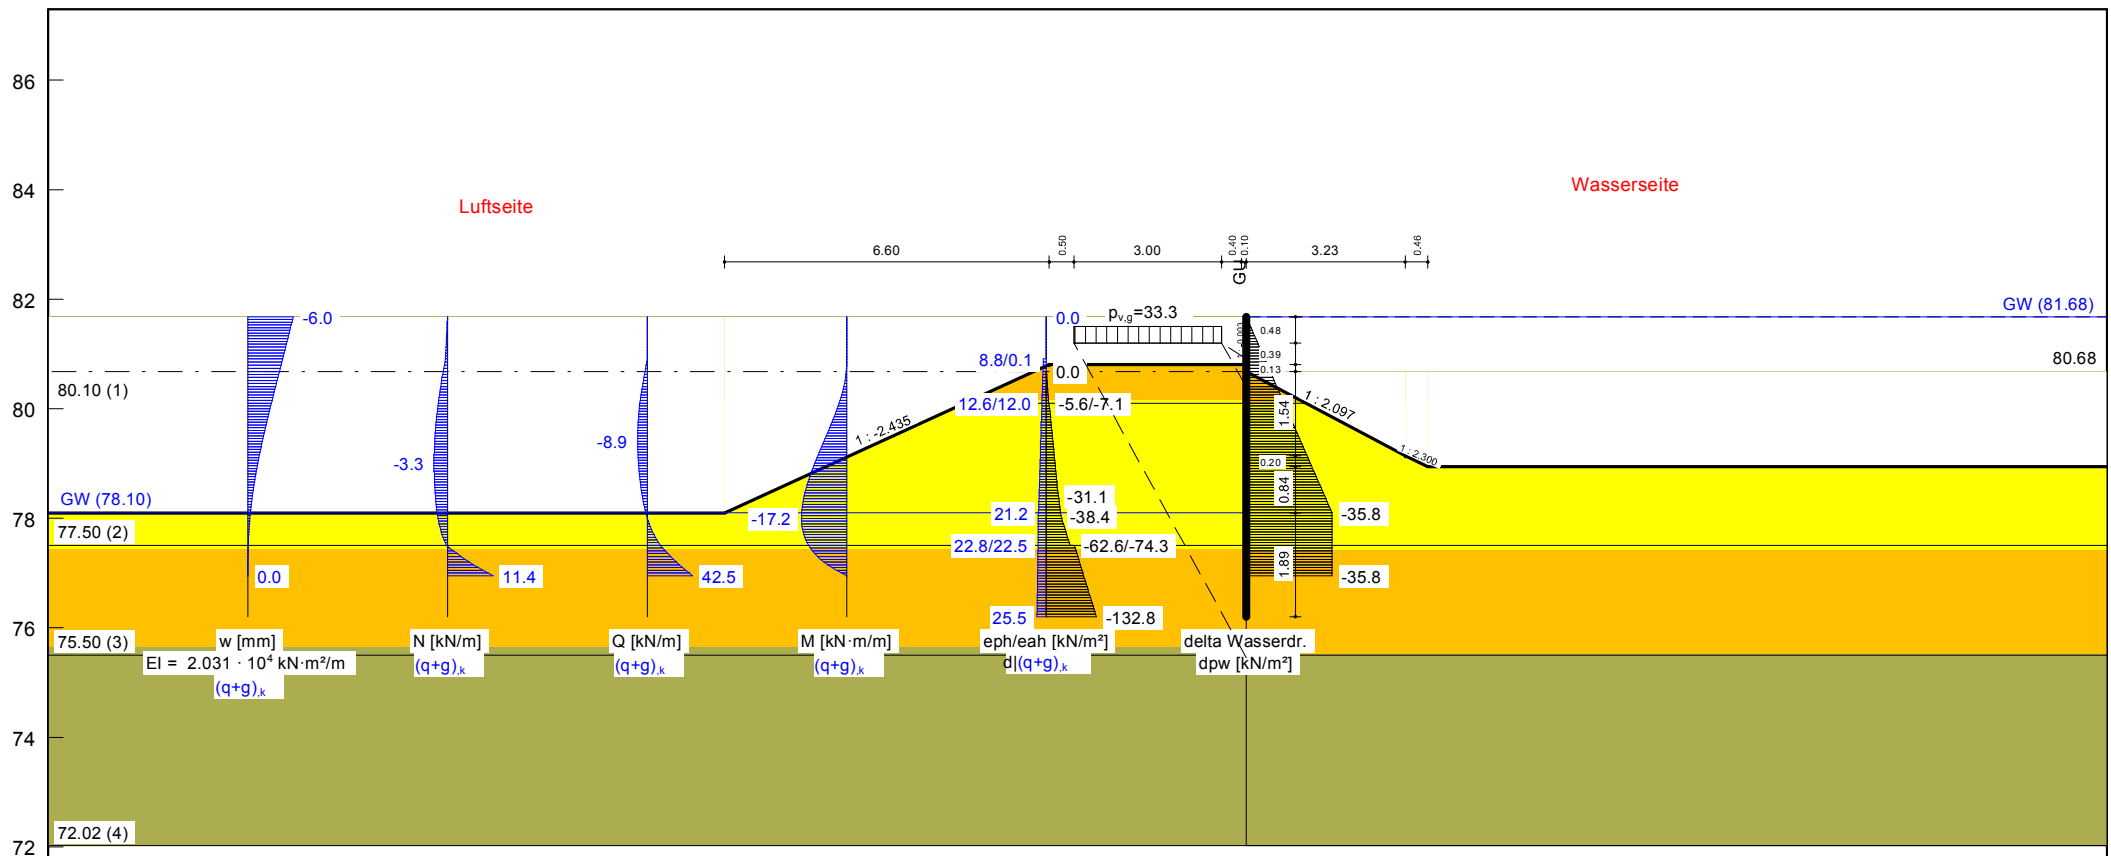 86
84
82
80
78
76
74
72
Luftseite
Wasserseite
6.60
0.50
3.00
0.40
0.10
3.23
0.46
GU
GW (81.68)
80.68
pv,g=33.3
-6.0
0.0
8.8/0.1
0.0
-0.003
0.48
0.39
0.13
80.10 (1)
12.6/12.0
-5.6/-7.1
1 : -2.435
1 : 2.097
1 : 2.300
1.54
0.20
0.84
1.89
-8.9
-3.3
GW (78.10)
-17.2
21.2
-31.1
-38.4
-35.8
77.50 (2)
22.8/22.5
-62.6/-74.3
0.0
11.4
42.5
-35.8
25.5
-132.8
75.50 (3)
w [mm]
EI = 2.031 · 10⁴ kN·m²/m
(q+g),k
N [kN/m]
(q+g),k
Q [kN/m]
(q+g),k
M [kN·m/m]
(q+g),k
eph/eah [kN/m²]
d|(q+g),k
delta Wasserdr.
dpw [kN/m²]
72.02 (4)